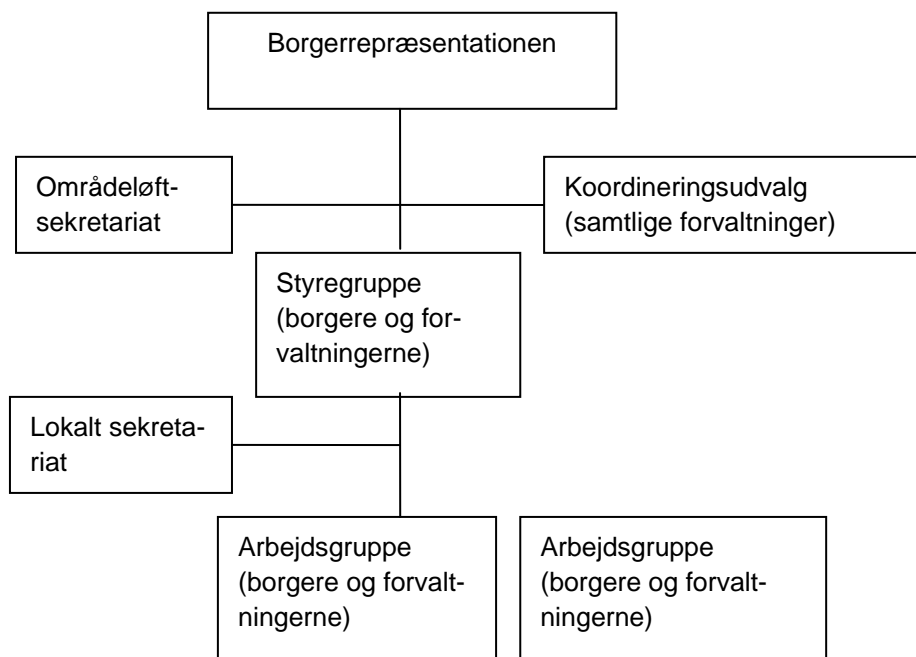 Borgerrepræsentationen
Områdeløft-
sekretariat
Koordineringsudvalg
(samtlige forvaltninger)
Styregruppe
(borgere og for-
valtningerne)
Lokalt sekreta-
riat
Arbejdsgruppe
(borgere og forvalt-
ningerne)
Arbejdsgruppe
(borgere og forvalt-
ningerne)